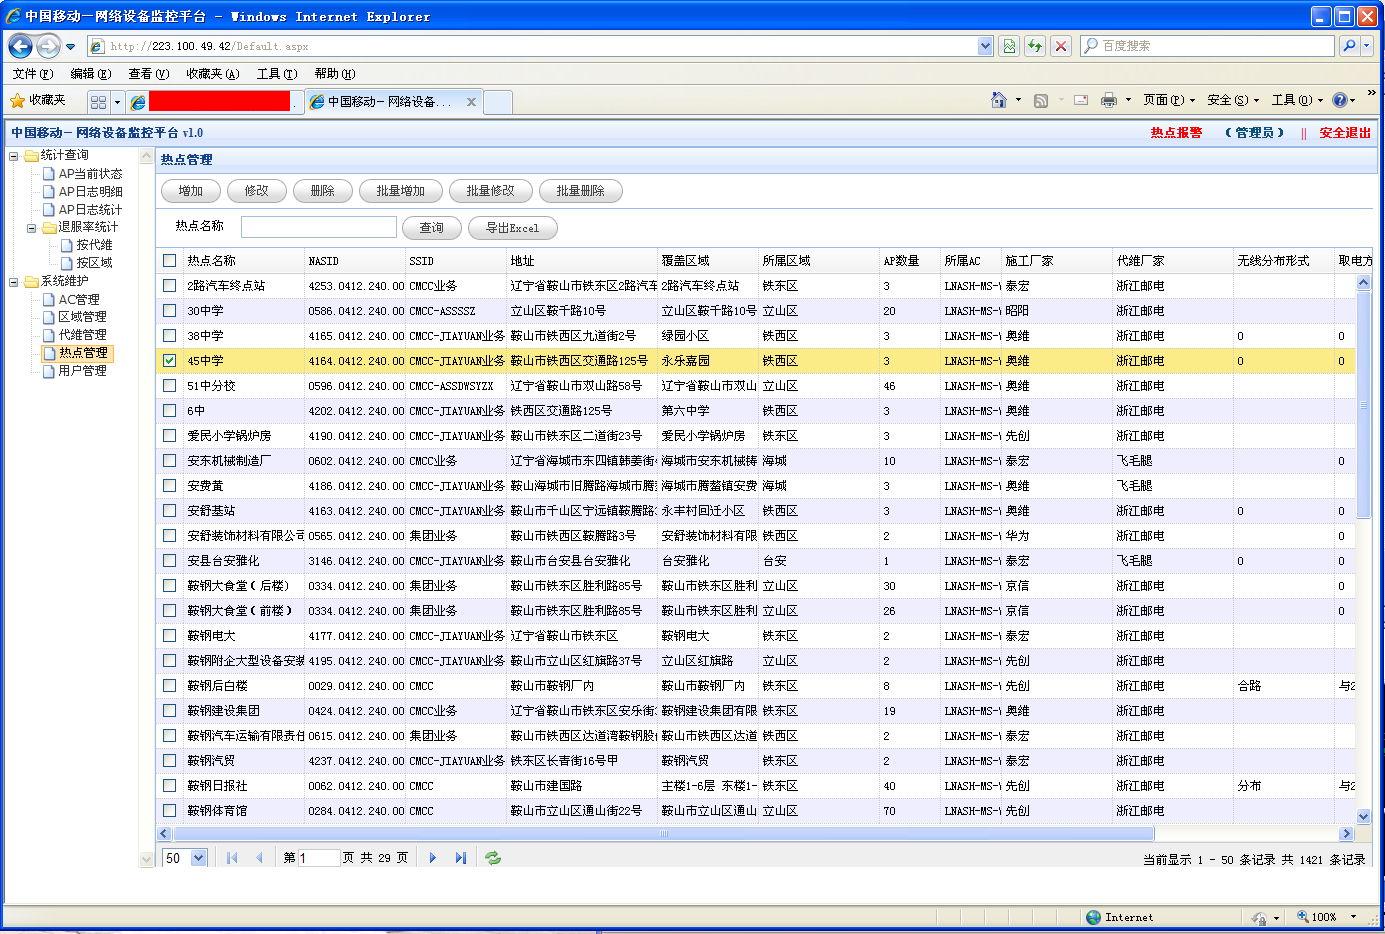 中国移动－网络设备监控平台 - Windows Internet Explorer
http://223.100.49.42/Default.aspx
百度搜索
文件(F) 编辑(E) 查看(V) 收藏夹(A) 工具(T) 帮助(H)
收藏夹
中国移动－网络设备...
页面(P) 安全(S) 工具(O)
中国移动－网络设备监控平台 v1.0
热点报警 (管理员) || 安全退出
统计查询
AP当前状态
AP日志明细
AP日志统计
退服率统计
按代维
按区域
系统维护
AC管理
区域管理
代维管理
热点管理
用户管理
热点管理
增加 修改 删除 批量增加 批量修改 批量删除
热点名称 查询 导出Excel
热点名称 NASID SSID 地址 覆盖区域 所属区域 AP数量 所属AC 施工厂家 代维厂家 无线分布形式 取电方
2路汽车终点站 4253.0412.240.00 CMCC业务 辽宁省鞍山市铁东区2路汽车 2路汽车终点站 铁东区 3 LNASH-MS- 泰宏 浙江邮电
30中学 0586.0412.240.00 CMCC-ASSSSZ 立山区鞍千路10号 立山区鞍千路10号 立山区 20 LNASH-MS- 昭阳 浙江邮电
38中学 4165.0412.240.00 CMCC-JIAYUAN业务 鞍山市铁西区九道街2号 绿园小区 铁西区 3 LNASH-MS- 奥维 浙江邮电 0 0
45中学 4164.0412.240.00 CMCC-JIAYUAN业务 鞍山市铁西区交通路125号 永乐嘉园 铁西区 3 LNASH-MS- 奥维 浙江邮电 0 0
51中分校 0596.0412.240.00 CMCC-ASSDWSYZX 辽宁省鞍山市双山路58号 辽宁省鞍山市双山 立山区 46 LNASH-MS- 奥维 浙江邮电
6中 4202.0412.240.00 CMCC-JIAYUAN业务 铁西区交通路125号 第六中学 铁西区 3 LNASH-MS- 奥维 浙江邮电
爱民小学锅炉房 4190.0412.240.00 CMCC-JIAYUAN业务 鞍山市铁东区二道街23号 爱民小学锅炉房 铁东区 3 LNASH-MS- 先创 浙江邮电
安东机械制造厂 0602.0412.240.00 CMCC业务 辽宁省海城市东四镇韩姜街 海城市安东机械铸 海城 10 LNASH-MS- 泰宏 飞毛腿 0
安费黄 4186.0412.240.00 CMCC-JIAYUAN业务 鞍山海城市旧腾路海城市腾 海城市腾鳌镇安费 海城 3 LNASH-MS- 奥维 飞毛腿
安舒基站 4163.0412.240.00 CMCC-JIAYUAN业务 鞍山市千山区宁远镇鞍腾路 永丰村回迁小区 铁西区 3 LNASH-MS- 奥维 浙江邮电 0 0
安舒装饰材料有限公司 0565.0412.240.00 集团业务 鞍山市铁西区鞍腾路3号 安舒装饰材料有限 铁西区 2 LNASH-MS- 华为 浙江邮电 0
安县台安雅化 3146.0412.240.00 CMCC-JIAYUAN业务 鞍山市台安县台安雅化 台安雅化 台安 1 LNASH-MS- 泰宏 飞毛腿 0 0
鞍钢大食堂(后楼) 0334.0412.240.00 集团业务 鞍山市铁东区胜利路85号 鞍山市铁东区胜利 立山区 30 LNASH-MS- 京信 浙江邮电 0
鞍钢大食堂(前楼) 0334.0412.240.00 集团业务 鞍山市铁东区胜利路85号 鞍山市铁东区胜利 立山区 26 LNASH-MS- 京信 浙江邮电 0
鞍钢电大 4177.0412.240.00 CMCC-JIAYUAN业务 辽宁省鞍山市铁东区 鞍钢电大 铁东区 2 LNASH-MS- 泰宏 浙江邮电
鞍钢附企大型设备安装 4195.0412.240.00 CMCC-JIAYUAN业务 鞍山市立山区红旗路37号 立山区红旗路 立山区 2 LNASH-MS- 先创 浙江邮电
鞍钢后白楼 0029.0412.240.00 CMCC 鞍山市鞍钢厂内 鞍山市鞍钢厂内 铁东区 8 LNASH-MS- 先创 浙江邮电 合路 与2
鞍钢建设集团 0424.0412.240.00 CMCC业务 辽宁省鞍山市铁东区安乐街 鞍钢建设集团有限 铁东区 19 LNASH-MS- 奥维 浙江邮电
鞍钢汽车运输有限责任 0615.0412.240.00 集团业务 鞍山市铁西区达道湾鞍钢股 鞍山市铁西区达道 铁西区 2 LNASH-MS- 泰宏 浙江邮电
鞍钢汽贸 4237.0412.240.00 CMCC-JIAYUAN业务 铁东区长青街16号甲 鞍钢汽贸 铁东区 2 LNASH-MS- 泰宏 浙江邮电
鞍钢日报社 0062.0412.240.00 CMCC 鞍山市建国路 主楼1-6层 东楼1- 铁东区 40 LNASH-MS- 先创 浙江邮电 分布 与2
鞍钢体育馆 0284.0412.240.00 CMCC 鞍山市立山区通山街22号 鞍山市立山区通山 立山区 70 LNASH-MS- 先创 浙江邮电
50 第 1 页 共 29 页 当前显示 1 - 50 条记录 共 1421 条记录
Internet 100%